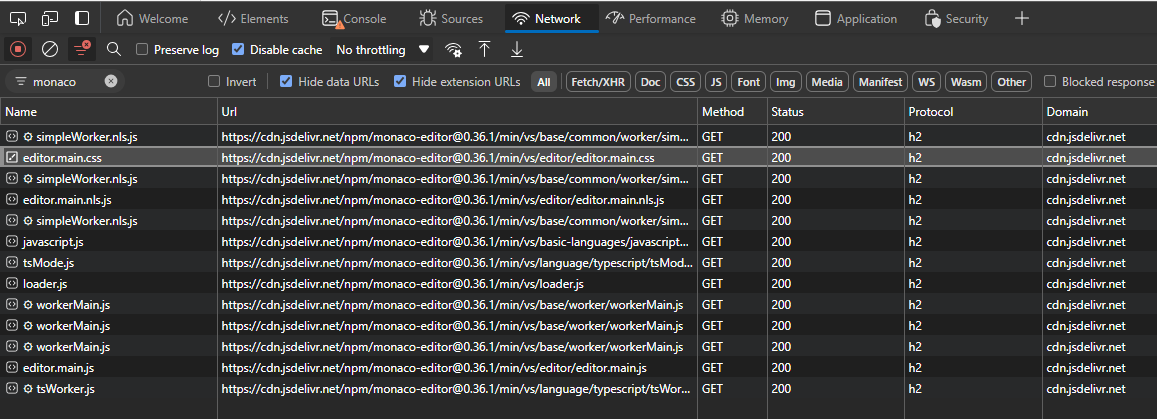 Welcome Elements Console Sources Network Performance Memory Application Security
Preserve log Disable cache No throttling
monaco Invert Hide data URLs Hide extension URLs All Fetch/XHR Doc CSS JS Font Img Media Manifest WS Wasm Other Blocked response
Name Url Method Status Protocol Domain
simpleWorker.nls.js https://cdn.jsdelivr.net/npm/monaco-editor@0.36.1/min/vs/base/common/worker/sim... GET 200 h2 cdn.jsdelivr.net
editor.main.css https://cdn.jsdelivr.net/npm/monaco-editor@0.36.1/min/vs/editor/editor.main.css GET 200 h2 cdn.jsdelivr.net
simpleWorker.nls.js https://cdn.jsdelivr.net/npm/monaco-editor@0.36.1/min/vs/base/common/worker/sim... GET 200 h2 cdn.jsdelivr.net
editor.main.nls.js https://cdn.jsdelivr.net/npm/monaco-editor@0.36.1/min/vs/editor/editor.main.nls.js GET 200 h2 cdn.jsdelivr.net
simpleWorker.nls.js https://cdn.jsdelivr.net/npm/monaco-editor@0.36.1/min/vs/base/common/worker/sim... GET 200 h2 cdn.jsdelivr.net
javascript.js https://cdn.jsdelivr.net/npm/monaco-editor@0.36.1/min/vs/basic-languages/javascript... GET 200 h2 cdn.jsdelivr.net
tsMode.js https://cdn.jsdelivr.net/npm/monaco-editor@0.36.1/min/vs/language/typescript/tsMod... GET 200 h2 cdn.jsdelivr.net
loader.js https://cdn.jsdelivr.net/npm/monaco-editor@0.36.1/min/vs/loader.js GET 200 h2 cdn.jsdelivr.net
workerMain.js https://cdn.jsdelivr.net/npm/monaco-editor@0.36.1/min/vs/base/worker/workerMain.js GET 200 h2 cdn.jsdelivr.net
workerMain.js https://cdn.jsdelivr.net/npm/monaco-editor@0.36.1/min/vs/base/worker/workerMain.js GET 200 h2 cdn.jsdelivr.net
workerMain.js https://cdn.jsdelivr.net/npm/monaco-editor@0.36.1/min/vs/base/worker/workerMain.js GET 200 h2 cdn.jsdelivr.net
editor.main.js https://cdn.jsdelivr.net/npm/monaco-editor@0.36.1/min/vs/editor/editor.main.js GET 200 h2 cdn.jsdelivr.net
tsWorker.js https://cdn.jsdelivr.net/npm/monaco-editor@0.36.1/min/vs/language/typescript/tsWor... GET 200 h2 cdn.jsdelivr.net